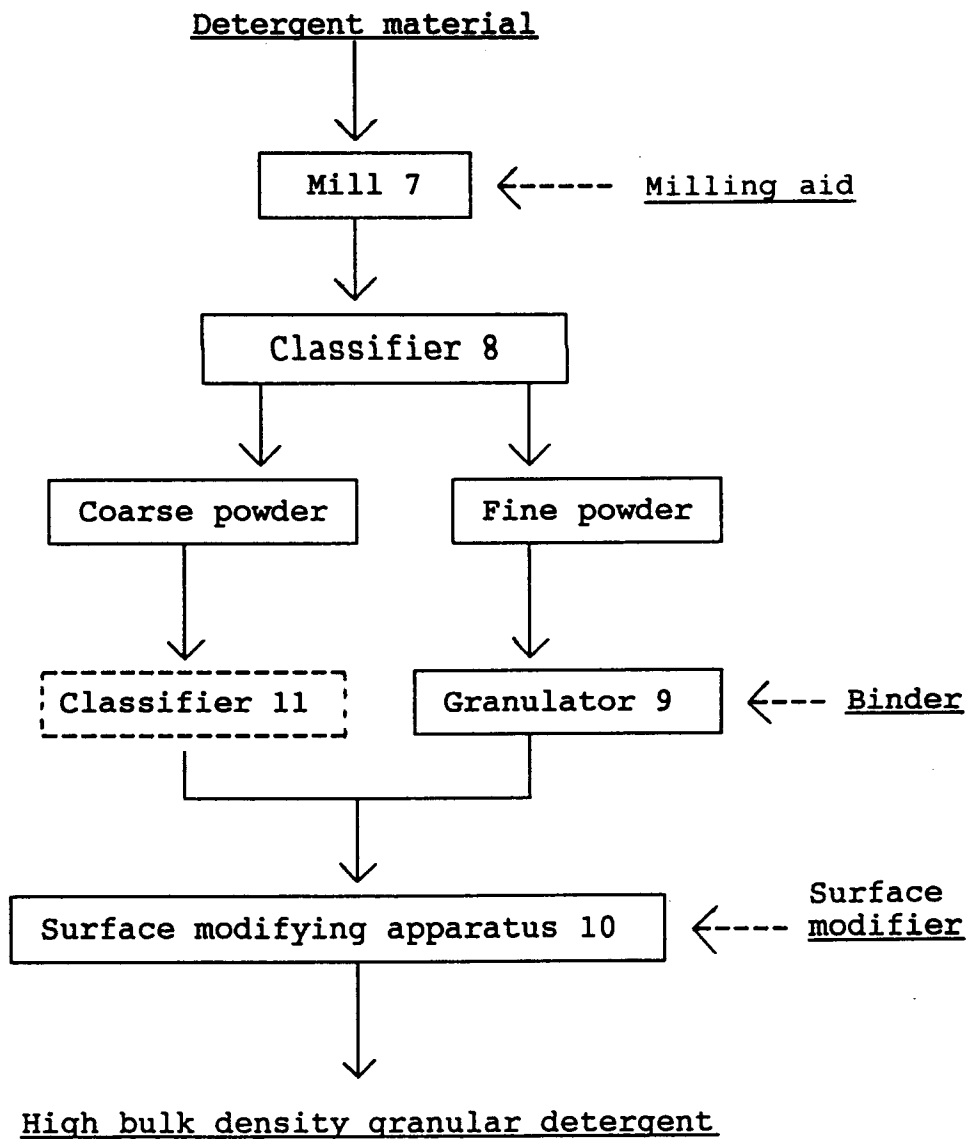 Detergent material
Mill 7
Milling aid
Classifier 8
Coarse powder
Fine powder
Classifier 11
Granulator 9
Binder
Surface
modifier
Surface modifying apparatus 10
High bulk density granular detergent